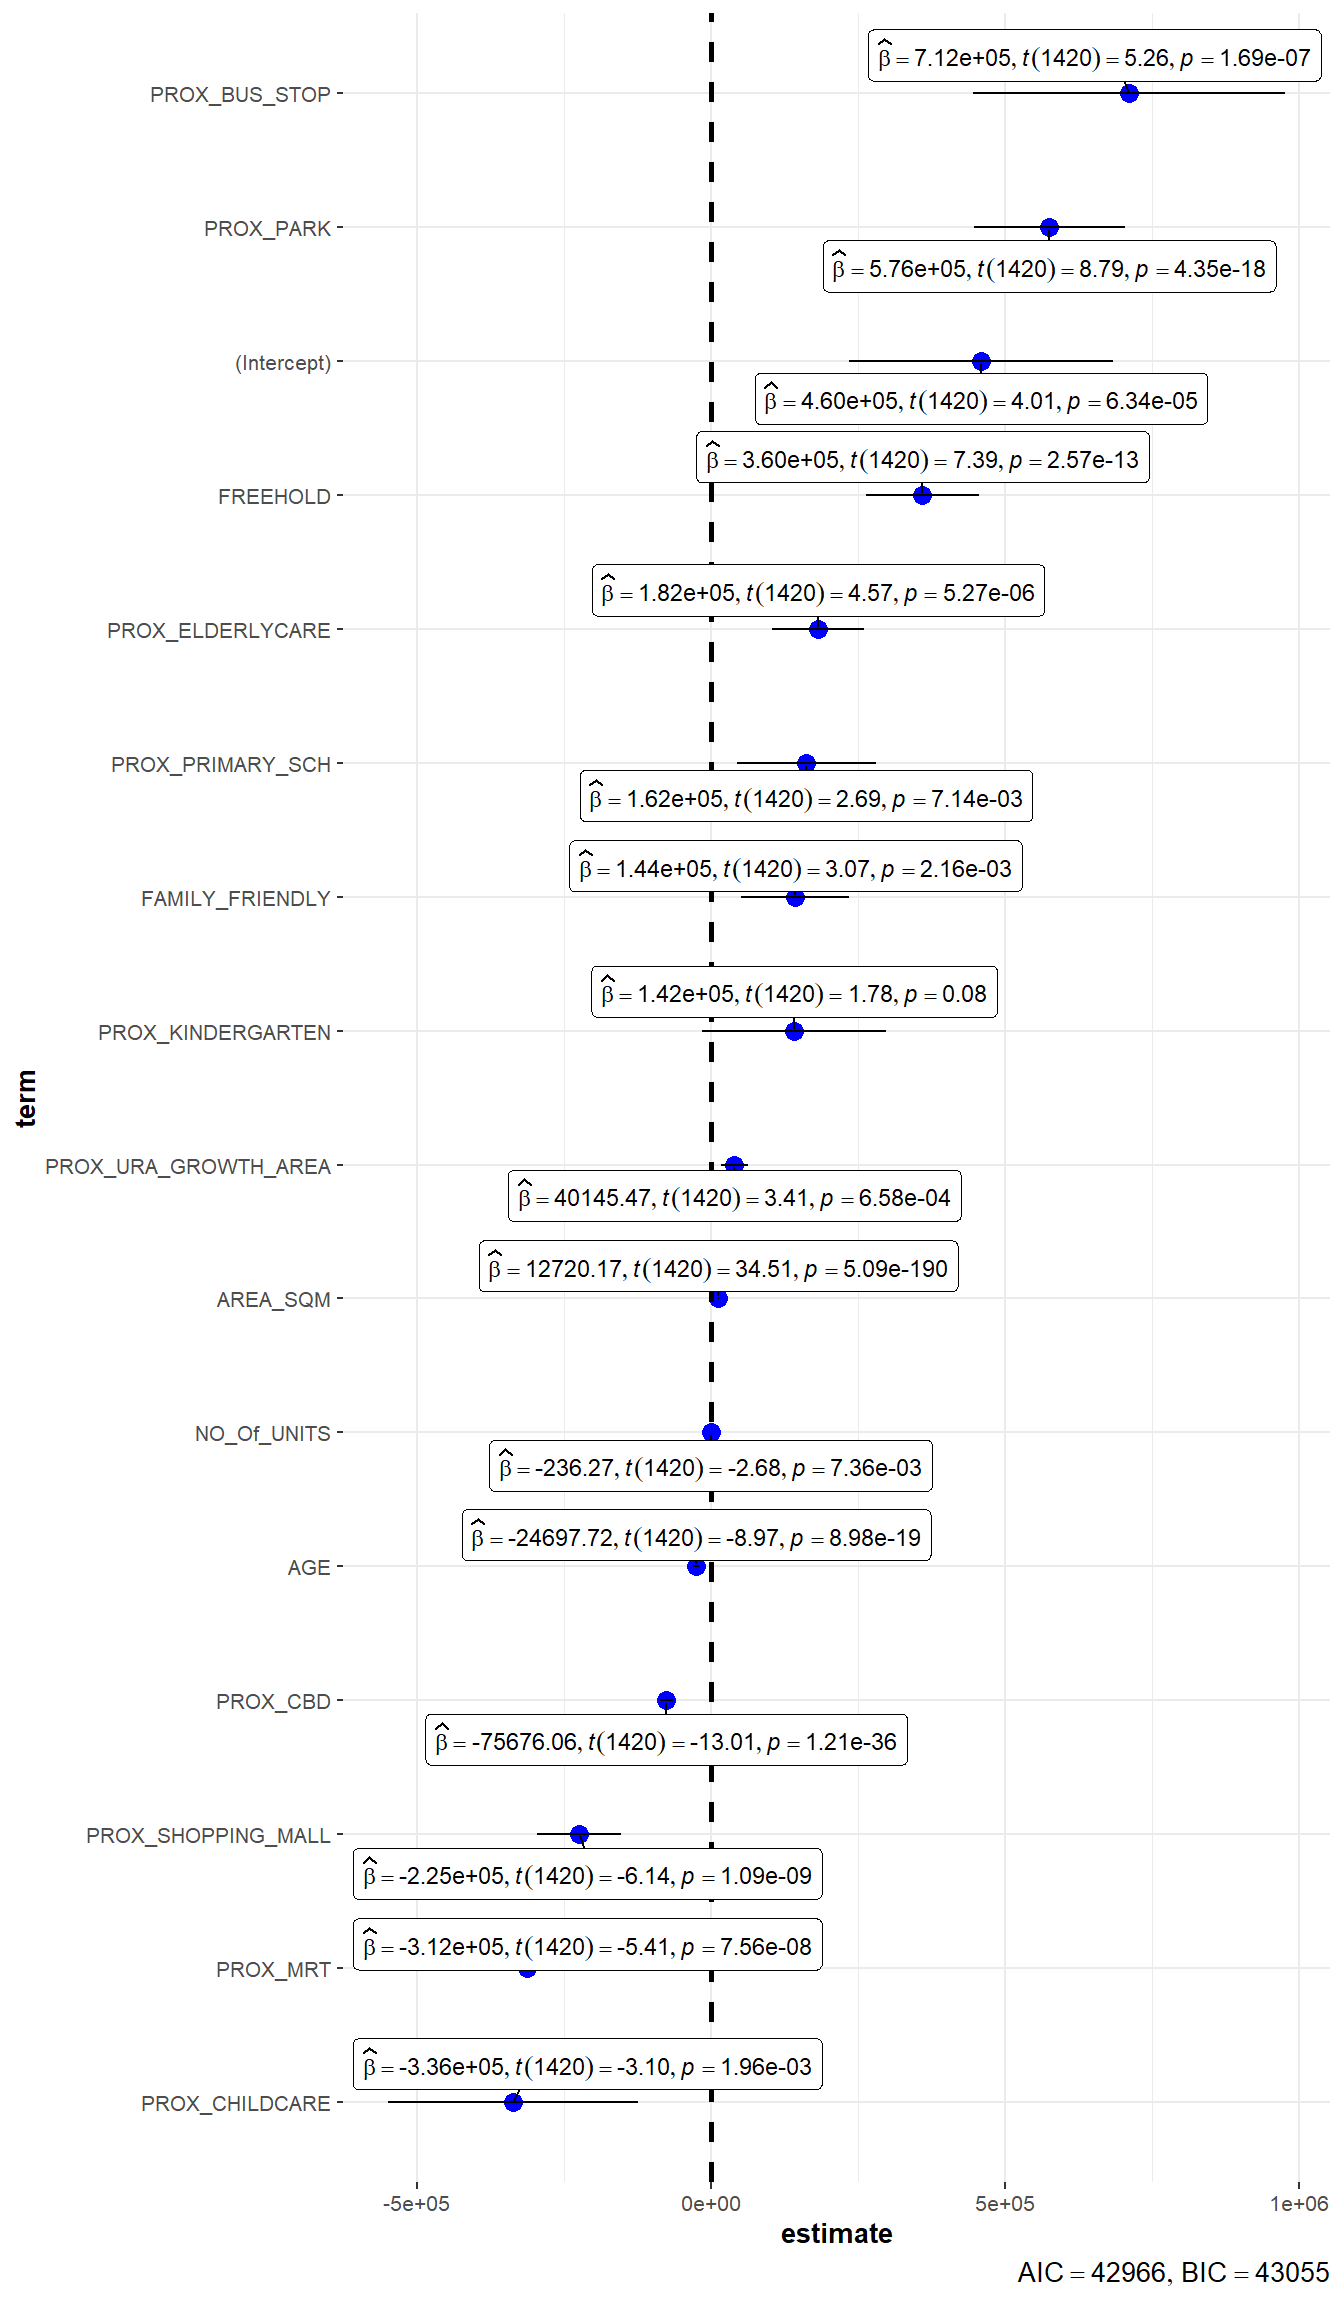 β̂ = 7.12e+05, t(1420) = 5.26, p = 1.69e-07
PROX_BUS_STOP
PROX_PARK
β̂ = 5.76e+05, t(1420) = 8.79, p = 4.35e-18
(Intercept)
β̂ = 4.60e+05, t(1420) = 4.01, p = 6.34e-05
β̂ = 3.60e+05, t(1420) = 7.39, p = 2.57e-13
FREEHOLD
β̂ = 1.82e+05, t(1420) = 4.57, p = 5.27e-06
PROX_ELDERLYCARE
PROX_PRIMARY_SCH
β̂ = 1.62e+05, t(1420) = 2.69, p = 7.14e-03
β̂ = 1.44e+05, t(1420) = 3.07, p = 2.16e-03
FAMILY_FRIENDLY
β̂ = 1.42e+05, t(1420) = 1.78, p = 0.08
PROX_KINDERGARTEN
term
PROX_URA_GROWTH_AREA
β̂ = 40145.47, t(1420) = 3.41, p = 6.58e-04
β̂ = 12720.17, t(1420) = 34.51, p = 5.09e-190
AREA_SQM
NO_Of_UNITS
β̂ = -236.27, t(1420) = -2.68, p = 7.36e-03
β̂ = -24697.72, t(1420) = -8.97, p = 8.98e-19
AGE
PROX_CBD
β̂ = -75676.06, t(1420) = -13.01, p = 1.21e-36
PROX_SHOPPING_MALL
β̂ = -2.25e+05, t(1420) = -6.14, p = 1.09e-09
β̂ = -3.12e+05, t(1420) = -5.41, p = 7.56e-08
PROX_MRT
β̂ = -3.36e+05, t(1420) = -3.10, p = 1.96e-03
PROX_CHILDCARE
-5e+05 0e+00 5e+05 1e+06
estimate
AIC = 42966, BIC = 43055